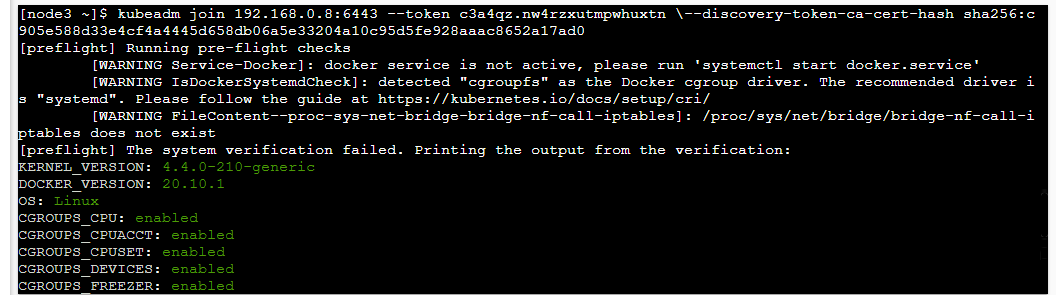 [node3 ~]$ kubeadm join 192.168.0.8:6443 --token c3a4qz.nw4rzxutmpwhuxtn \--discovery-token-ca-cert-hash sha256:c
905e588d33e4cf4a4445d658db06a5e33204a10c95d5fe928aaac8652a17ad0
[preflight] Running pre-flight checks
[WARNING Service-Docker]: docker service is not active, please run 'systemctl start docker.service'
[WARNING IsDockerSystemdCheck]: detected "cgroupfs" as the Docker cgroup driver. The recommended driver i
s "systemd". Please follow the guide at https://kubernetes.io/docs/setup/cri/
[WARNING FileContent--proc-sys-net-bridge-bridge-nf-call-iptables]: /proc/sys/net/bridge/bridge-nf-call-i
ptables does not exist
[preflight] The system verification failed. Printing the output from the verification:
KERNEL_VERSION: 4.4.0-210-generic
DOCKER_VERSION: 20.10.1
OS: Linux
CGROUPS_CPU: enabled
CGROUPS_CPUACCT: enabled
CGROUPS_CPUSET: enabled
CGROUPS_DEVICES: enabled
CGROUPS_FREEZER: enabled